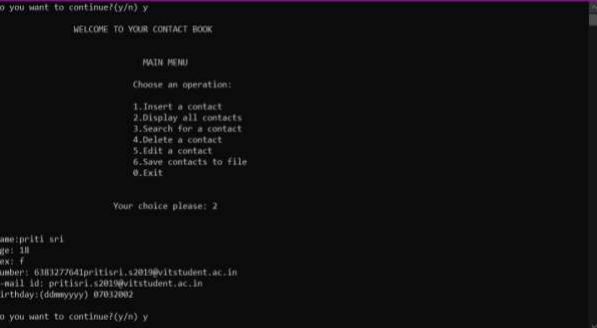 o you want to continue?(y/n) y
WELCOME TO YOUR CONTACT BOOK
MAIN MENU
Choose an operation:
1.Insert a contact
2.Display all contacts
3.Search for a contact
4.Delete a contact
5.Edit a contact
6.Save contacts to file
0.Exit
Your choice please: 2
ame:priti sri
ge: 18
ex: f
umber: 6383277641pritisri.s2019@vitstudent.ac.in
-mail id: pritisri.s2019@vitstudent.ac.in
irthday:(ddmmyyyy) 07032002
o you want to continue?(y/n) y